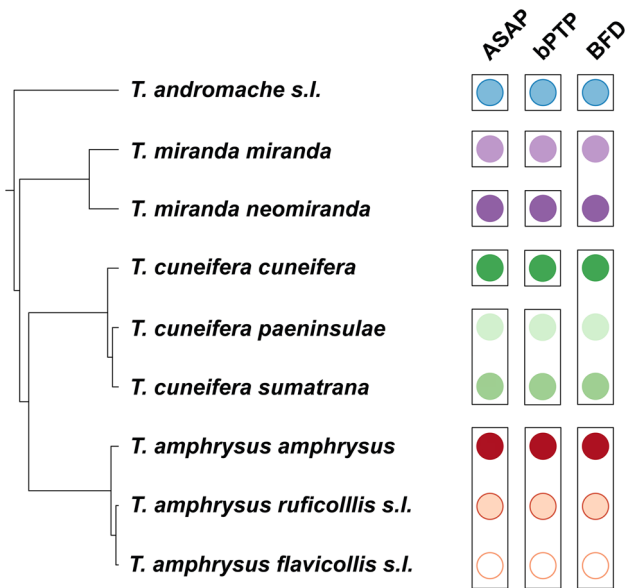 ASAP bPTP BFD
T. andromache s.l.
T. miranda miranda
T. miranda neomiranda
T. cuneifera cuneifera
T. cuneifera paeninsulae
T. cuneifera sumatrana
T. amphrysus amphrysus
T. amphrysus ruficolllis s.l.
T. amphrysus flavicollis s.l.